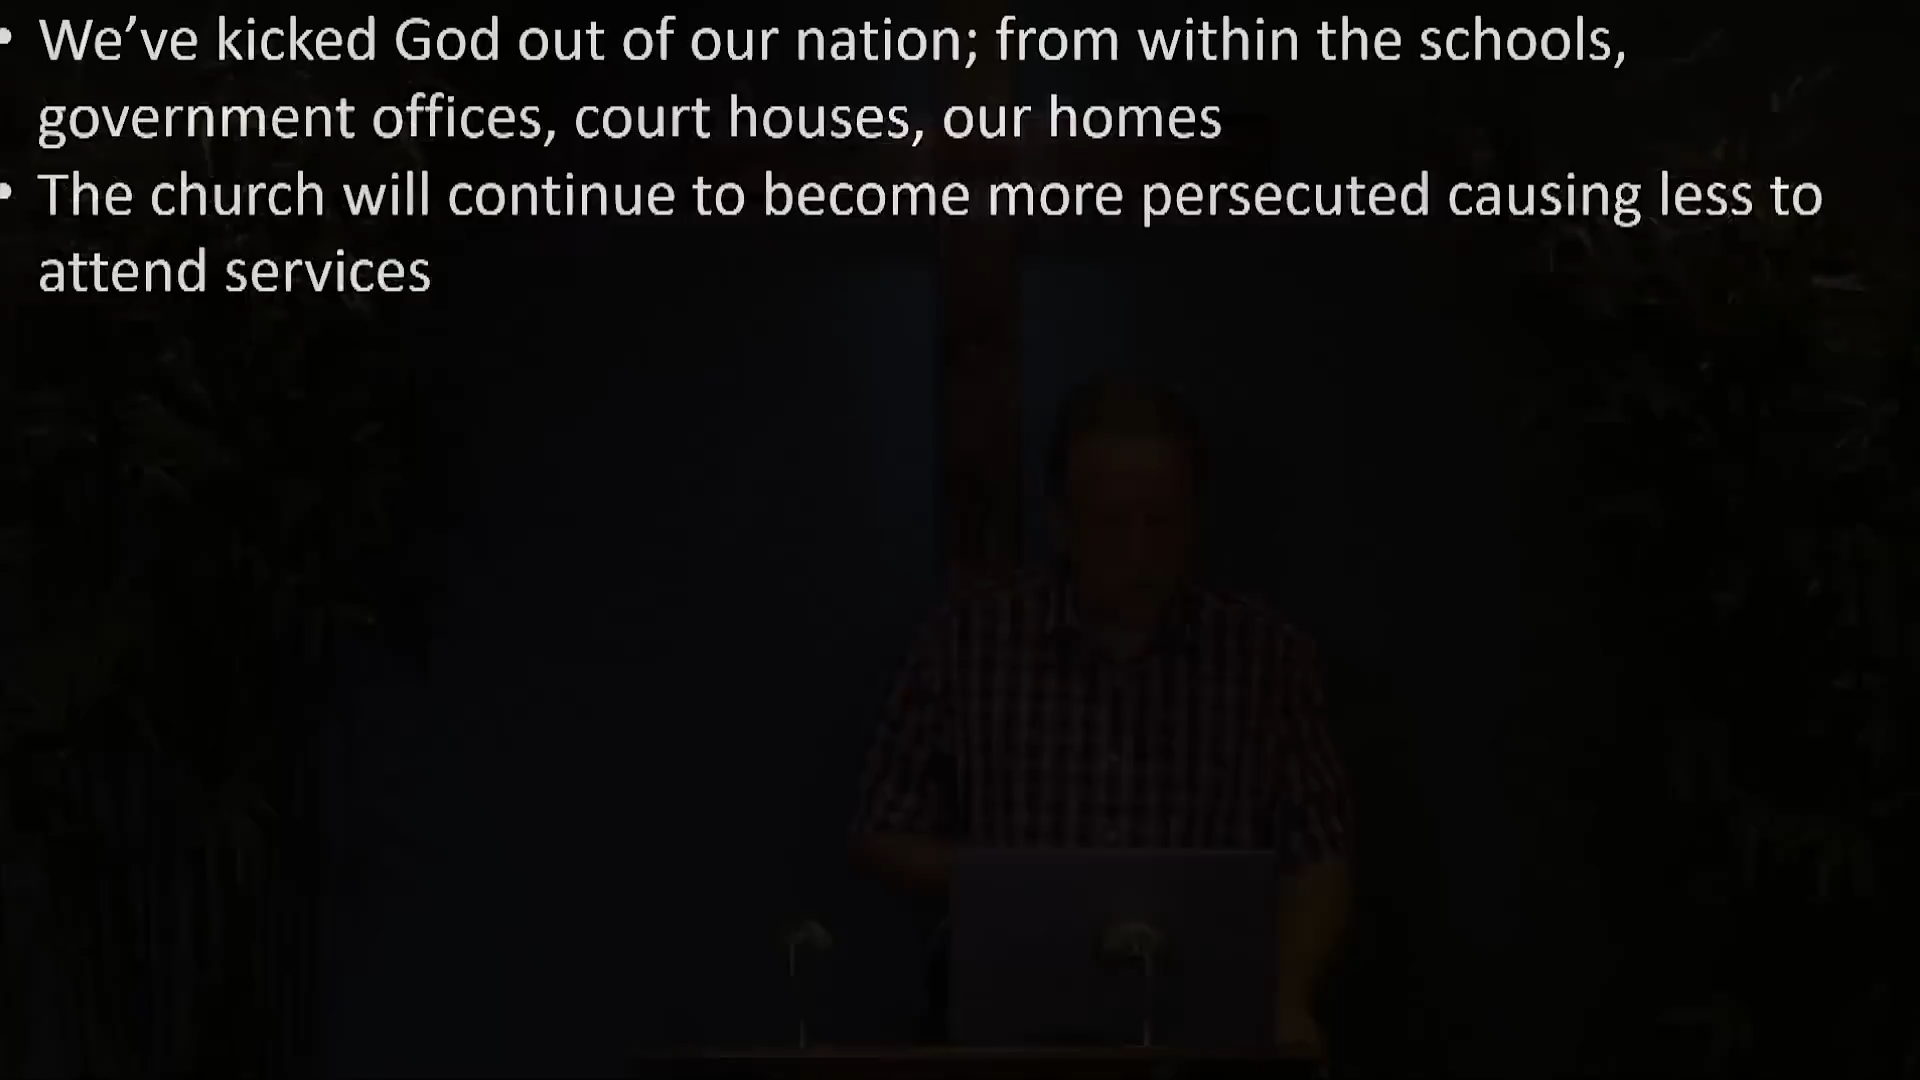 • We've kicked God out of our nation; from within the schools,
government offices, court houses, our homes
• The church will continue to become more persecuted causing less to
attend services